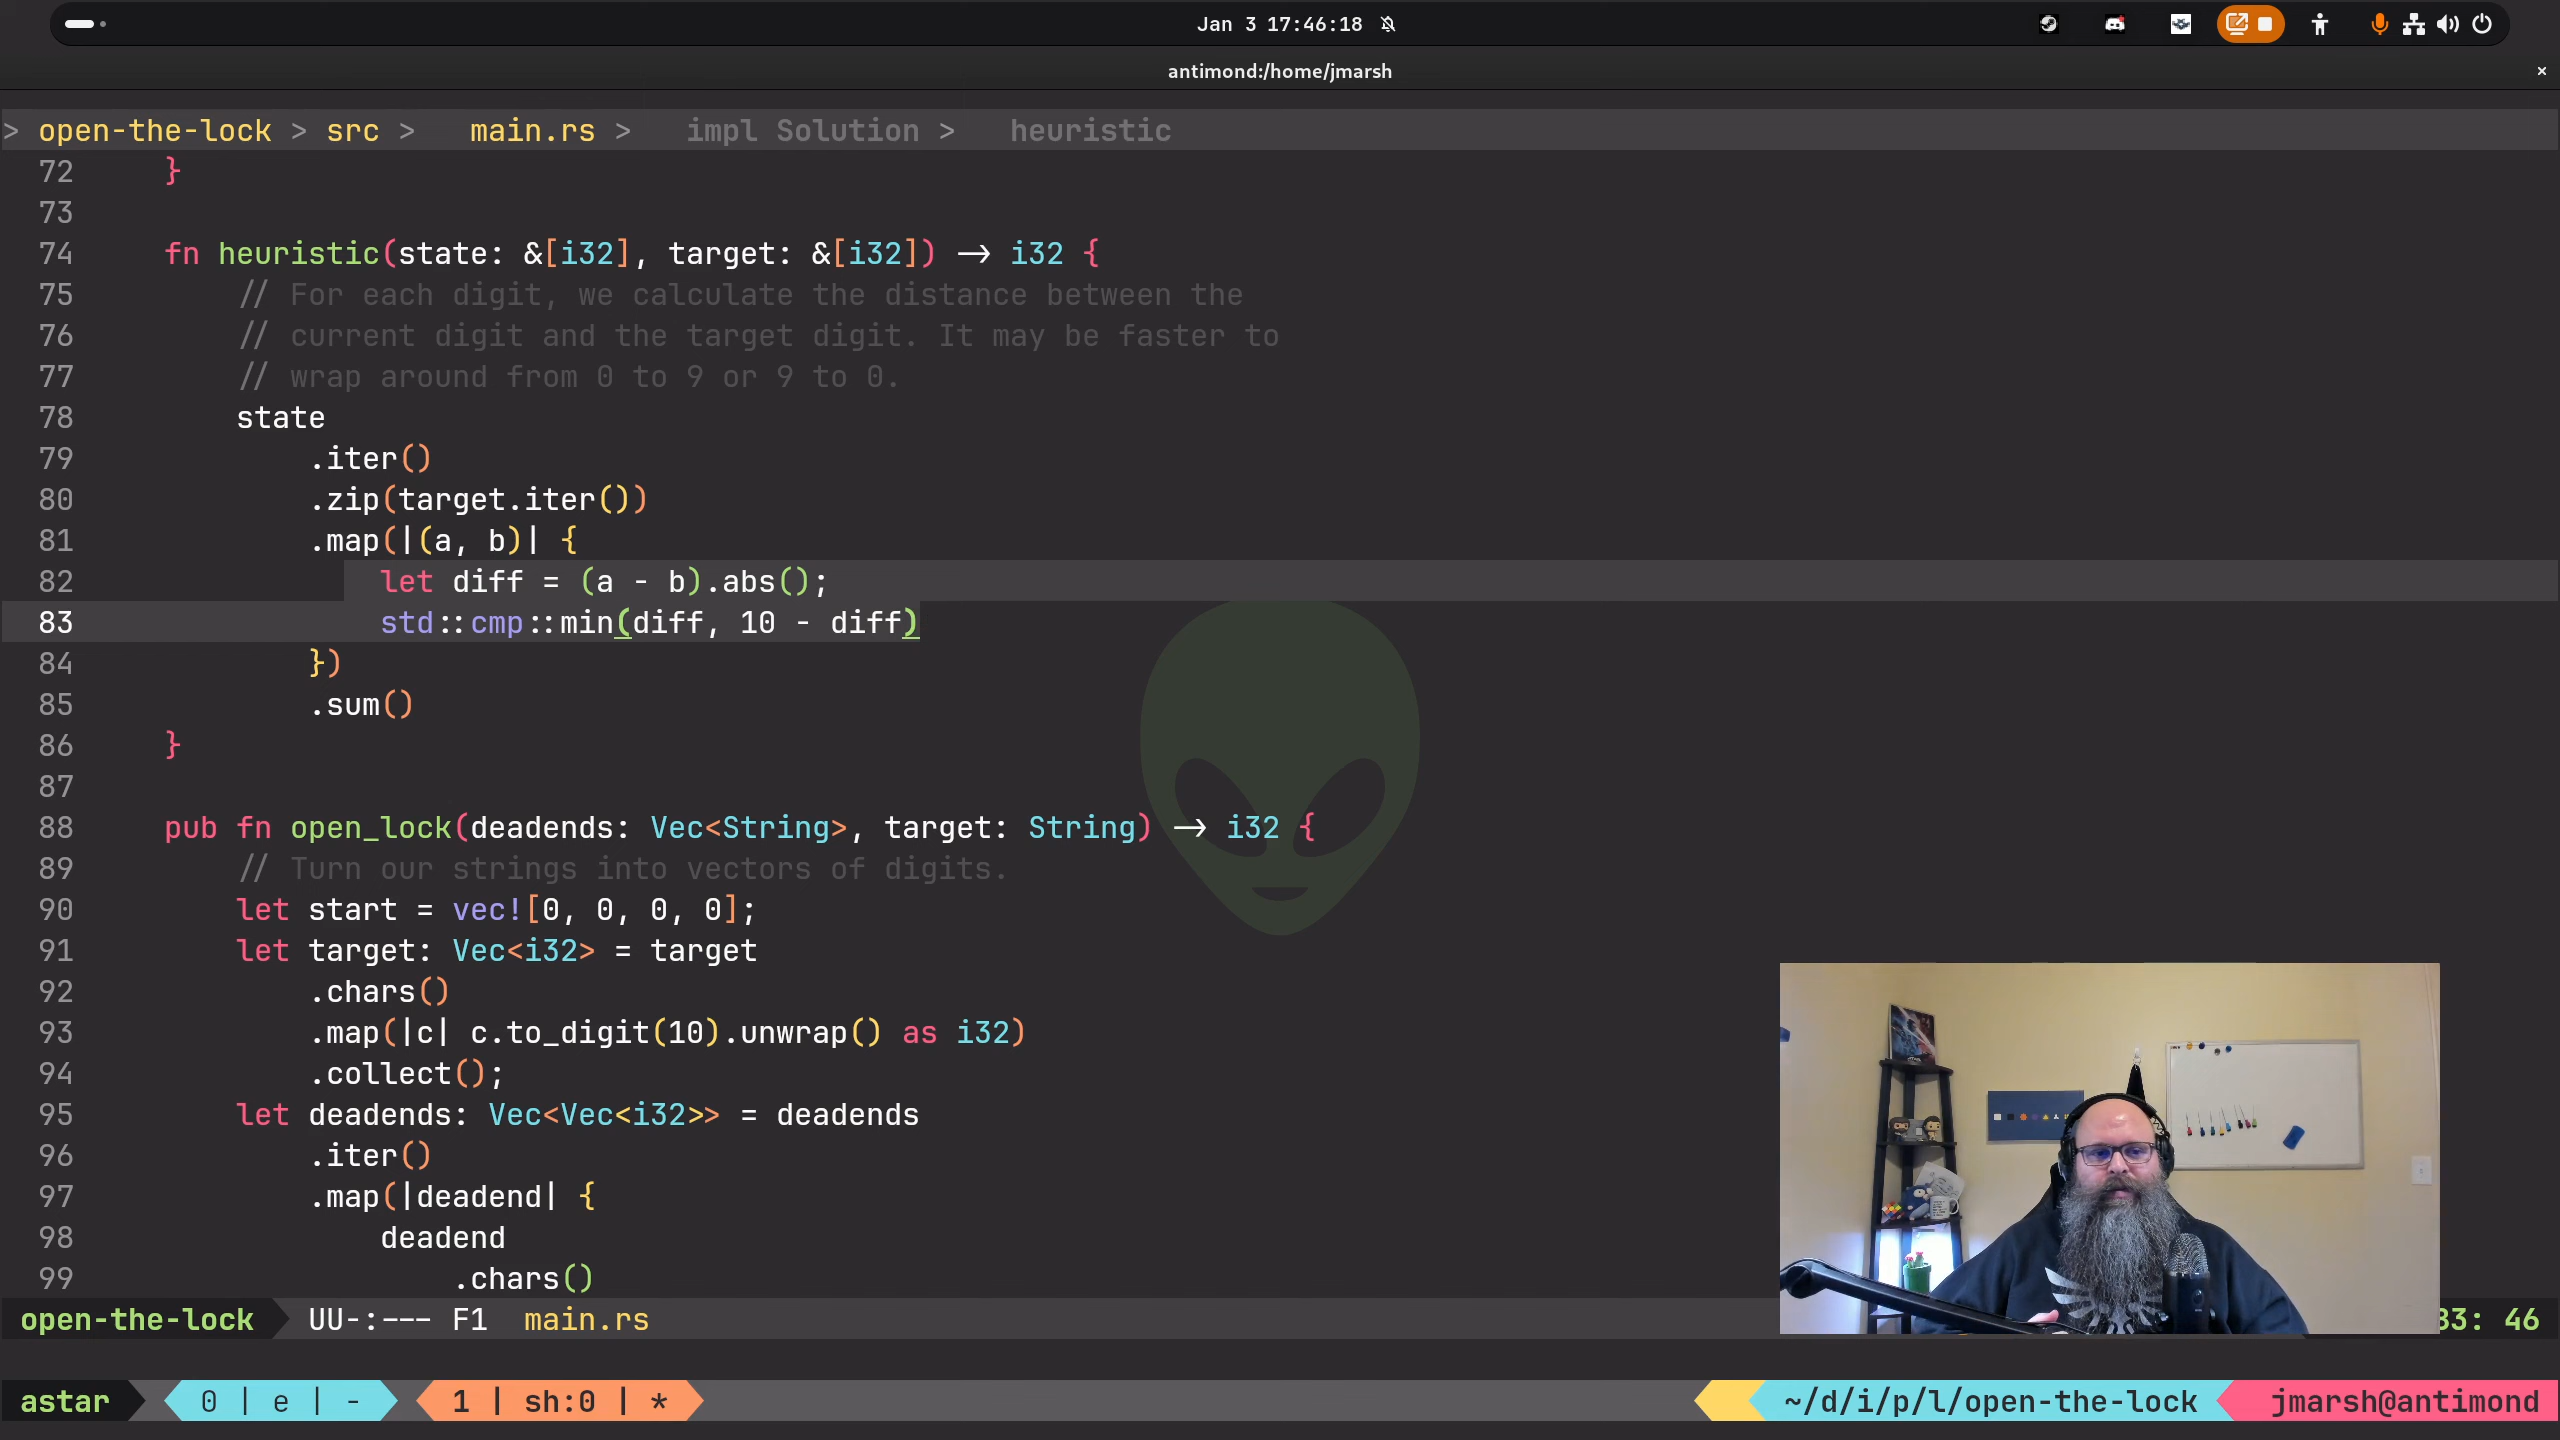 Jan 3 17:46:18
antimond:/home/jmarsh
×
> open-the-lock > src > main.rs > impl Solution > heuristic
72 }
73
74 fn heuristic(state: &[i32], target: &[i32]) -> i32 {
75 // For each digit, we calculate the distance between the
76 // current digit and the target digit. It may be faster to
77 // wrap around from 0 to 9 or 9 to 0.
78 state
79 .iter()
80 .zip(target.iter())
81 .map(|(a, b)| {
82 let diff = (a - b).abs();
83 std::cmp::min(diff, 10 - diff)
84 })
85 .sum()
86 }
87
88 pub fn open_lock(deadends: Vec<String>, target: String) -> i32 {
89 // Turn our strings into vectors of digits.
90 let start = vec![0, 0, 0, 0];
91 let target: Vec<i32> = target
92 .chars()
93 .map(|c| c.to_digit(10).unwrap() as i32)
94 .collect();
95 let deadends: Vec<Vec<i32>> = deadends
96 .iter()
97 .map(|deadend| {
98 deadend
99 .chars()
open-the-lock UU-:--- F1 main.rs 83: 46
astar 0 | e | - 1 | sh:0 | * ~/d/i/p/l/open-the-lock jmarsh@antimond